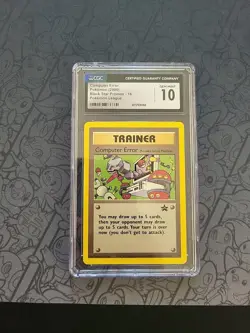 CGC
CERTIFIED GUARANTY COMPANY
Computer Error
Pokémon (2000)
Black Star Promos - 16
Pokémon League
GEM MINT
10
TRAINER
Computer Error
You may draw up to 5 cards,
then your opponent may draw
up to 5 cards. Your turn is over
now (you don't get to attack).